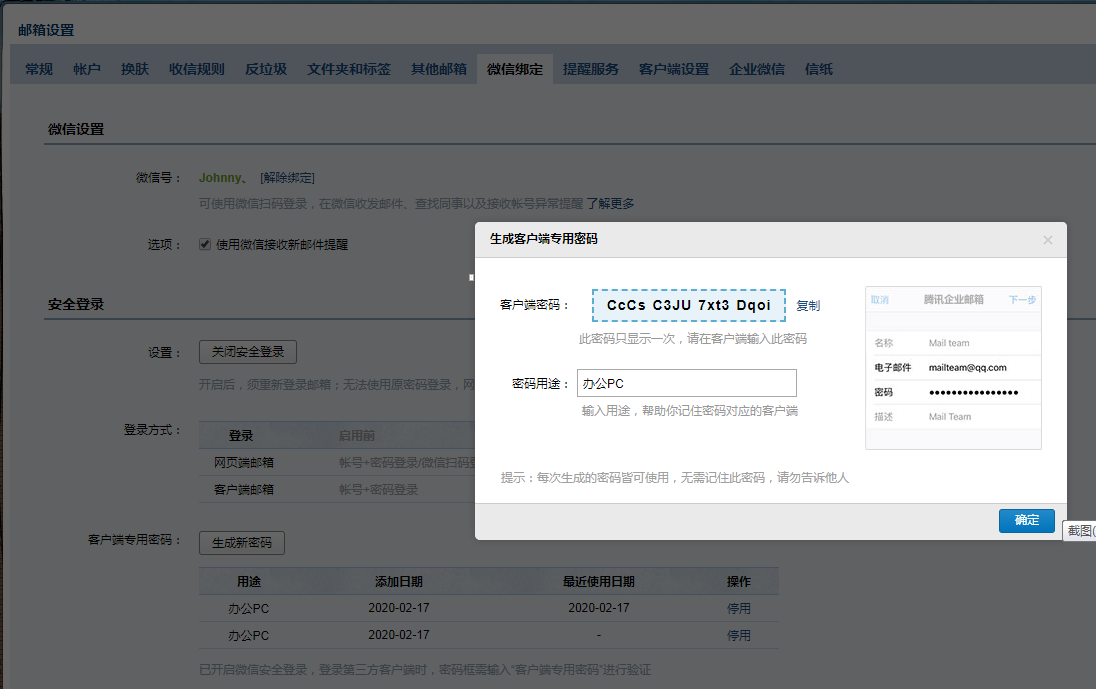 邮箱设置
常规 帐户 换肤 收信规则 反垃圾 文件夹和标签 其他邮箱 微信绑定 提醒服务 客户端设置 企业微信 信纸
微信设置
微信号： Johnny、 [解除绑定]
可使用微信扫码登录，在微信收发邮件、查找同事以及接收帐号异常提醒 了解更多
选项： 使用微信接收新邮件提醒
安全登录
设置： 关闭安全登录
开启后，须重新登录邮箱；无法使用原密码登录，网
登录方式： 登录 启用前
网页端邮箱 帐号+密码登录/微信扫码登
客户端邮箱 帐号+密码登录
客户端专用密码： 生成新密码
用途 添加日期 最近使用日期 操作
办公PC 2020-02-17 2020-02-17 停用
办公PC 2020-02-17 - 停用
已开启微信安全登录，登录第三方客户端时，密码框需输入“客户端专用密码”进行验证
生成客户端专用密码 ×
客户端密码： CcCs C3JU 7xt3 Dqoi 复制
此密码只显示一次，请在客户端输入此密码
密码用途： 办公PC
输入用途，帮助你记住密码对应的客户端
取消 腾讯企业邮箱 下一步
名称 Mail team
电子邮件 mailteam@qq.com
密码 ●●●●●●●●●●●●●●●
描述 Mail Team
提示：每次生成的密码皆可使用，无需记住此密码，请勿告诉他人
确定
截图(